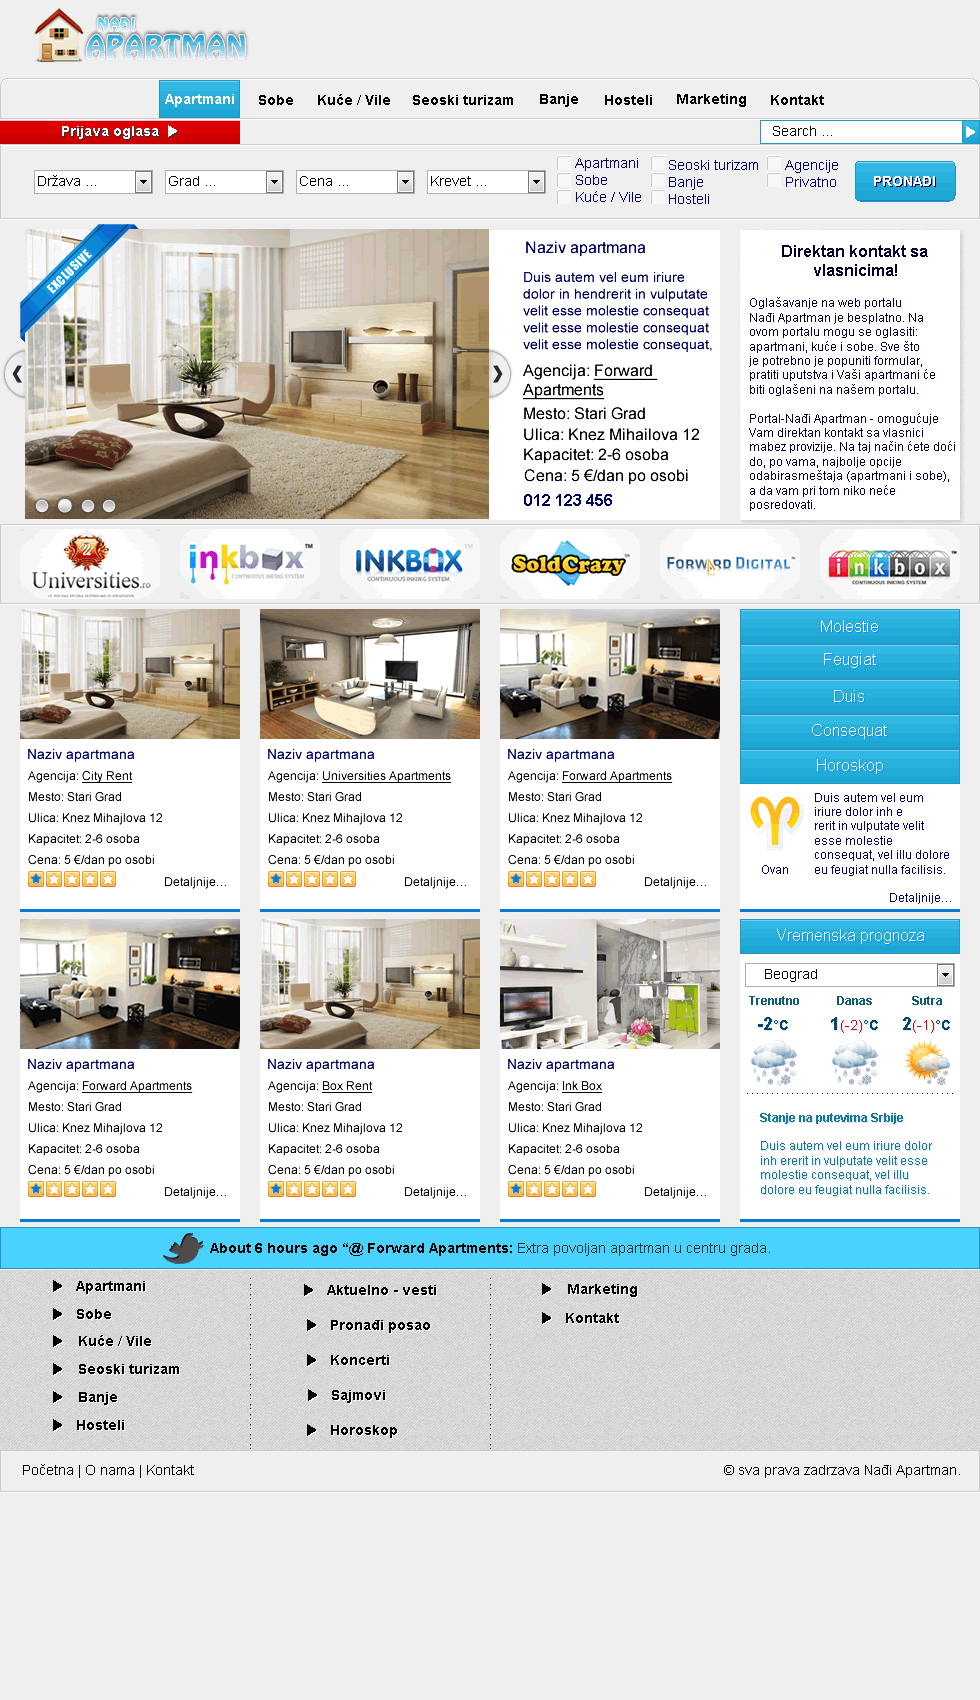 NAĐI
APARTMAN
Apartmani Sobe Kuće / Vile Seoski turizam Banje Hosteli Marketing Kontakt
Prijava oglasa
Search ...
Država ... Grad ... Cena ... Krevet ...
Apartmani
Sobe
Kuće / Vile
Seoski turizam
Banje
Hosteli
Agencije
Privatno
PRONAĐI
EXCLUSIVE
Naziv apartmana
Duis autem vel eum iriure
dolor in hendrerit in vulputate
velit esse molestie consequat
velit esse molestie consequat
velit esse molestie consequat,
Agencija: Forward
Apartments
Mesto: Stari Grad
Ulica: Knez Mihailova 12
Kapacitet: 2-6 osoba
Cena: 5 €/dan po osobi
012 123 456
Direktan kontakt sa
vlasnicima!
Oglašavanje na web portalu
Nađi Apartman je besplatno. Na
ovom portalu mogu se oglasiti:
apartmani, kuće i sobe. Sve što
je potrebno je popuniti formular,
pratiti uputstva i Vaši apartmani će
biti oglašeni na našem portalu.
Portal-Nađi Apartman - omogućuje
Vam direktan kontakt sa vlasnici
mabez provizije. Na taj način ćete doći
do, po vama, najbolje opcije
odabirasmeštaja (apartmani i sobe),
a da vam pri tom niko neće
posredovati.
Universities.ro
inkbox™
CONTINUOUS INKING SYSTEM
INKBOX™
CONTINUOUS INKING SYSTEM
SoldCrazy
FORWARD DIGITAL™
inkbox™
CONTINUOUS INKING SYSTEM
Naziv apartmana
Agencija: City Rent
Mesto: Stari Grad
Ulica: Knez Mihajlova 12
Kapacitet: 2-6 osoba
Cena: 5 €/dan po osobi
Detaljnije...
Naziv apartmana
Agencija: Universities Apartments
Mesto: Stari Grad
Ulica: Knez Mihajlova 12
Kapacitet: 2-6 osoba
Cena: 5 €/dan po osobi
Detaljnije...
Naziv apartmana
Agencija: Forward Apartments
Mesto: Stari Grad
Ulica: Knez Mihajlova 12
Kapacitet: 2-6 osoba
Cena: 5 €/dan po osobi
Detaljnije...
Molestie
Feugiat
Duis
Consequat
Horoskop
Duis autem vel eum
iriure dolor inh e
rerit in vulputate velit
esse molestie
consequat, vel illu dolore
eu feugiat nulla facilisis.
Ovan
Detaljnije...
Naziv apartmana
Agencija: Forward Apartments
Mesto: Stari Grad
Ulica: Knez Mihajlova 12
Kapacitet: 2-6 osoba
Cena: 5 €/dan po osobi
Detaljnije...
Naziv apartmana
Agencija: Box Rent
Mesto: Stari Grad
Ulica: Knez Mihajlova 12
Kapacitet: 2-6 osoba
Cena: 5 €/dan po osobi
Detaljnije...
Naziv apartmana
Agencija: Ink Box
Mesto: Stari Grad
Ulica: Knez Mihajlova 12
Kapacitet: 2-6 osoba
Cena: 5 €/dan po osobi
Detaljnije...
Vremenska prognoza
Beograd
Trenutno Danas Sutra
-2°C 1(-2)°C 2(-1)°C
Stanje na putevima Srbije
Duis autem vel eum iriure dolor
inh ererit in vulputate velit esse
molestie consequat, vel illu
dolore eu feugiat nulla facilisis.
About 6 hours ago “@ Forward Apartments: Extra povoljan apartman u centru grada.
Apartmani
Sobe
Kuće / Vile
Seoski turizam
Banje
Hosteli
Aktuelno - vesti
Pronađi posao
Koncerti
Sajmovi
Horoskop
Marketing
Kontakt
Početna | O nama | Kontakt
© sva prava zadrzava Nađi Apartman.